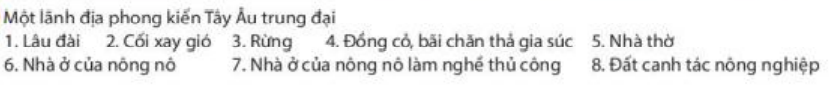 Một lãnh địa phong kiến Tây Âu trung đại
1. Lâu đài 2. Cối xay gió 3. Rừng 4. Đồng cỏ, bãi chăn thả gia súc 5. Nhà thờ
6. Nhà ở của nông nô 7. Nhà ở của nông nô làm nghề thủ công 8. Đất canh tác nông nghiệp